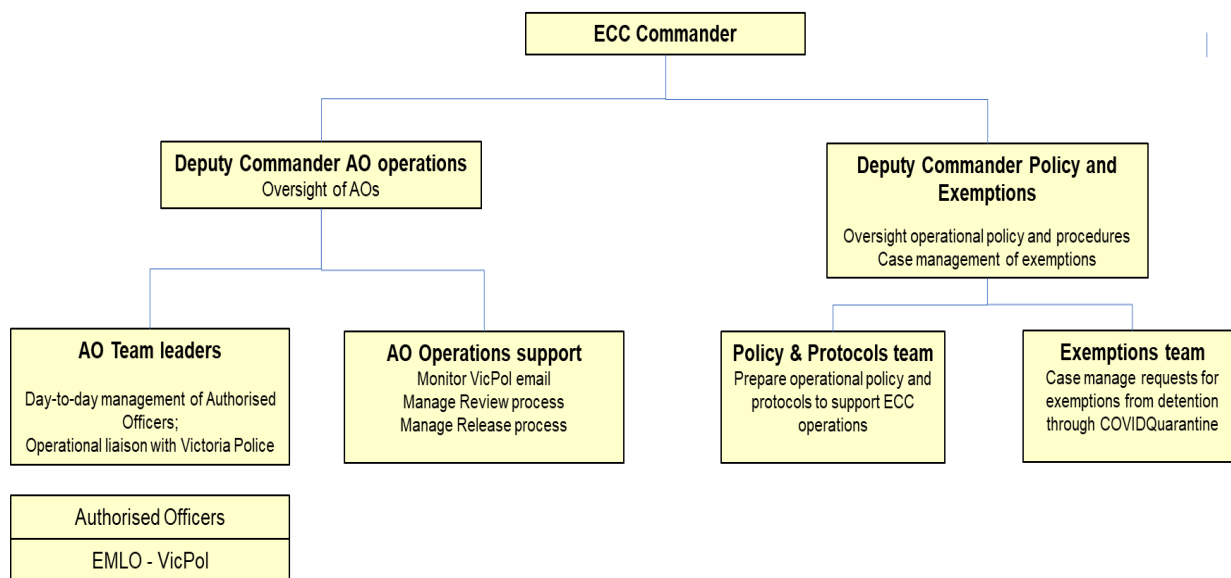 ECC Commander
Deputy Commander AO operations
Oversight of AOs
Deputy Commander Policy and
Exemptions
Oversight operational policy and procedures
Case management of exemptions
AO Team leaders
Day-to-day management of Authorised
Officers;
Operational liaison with Victoria Police
AO Operations support
Monitor VicPol email
Manage Review process
Manage Release process
Policy & Protocols team
Prepare operational policy and
protocols to support ECC
operations
Exemptions team
Case manage requests for
exemptions from detention
through COVIDQuarantine
Authorised Officers
EMLO - VicPol